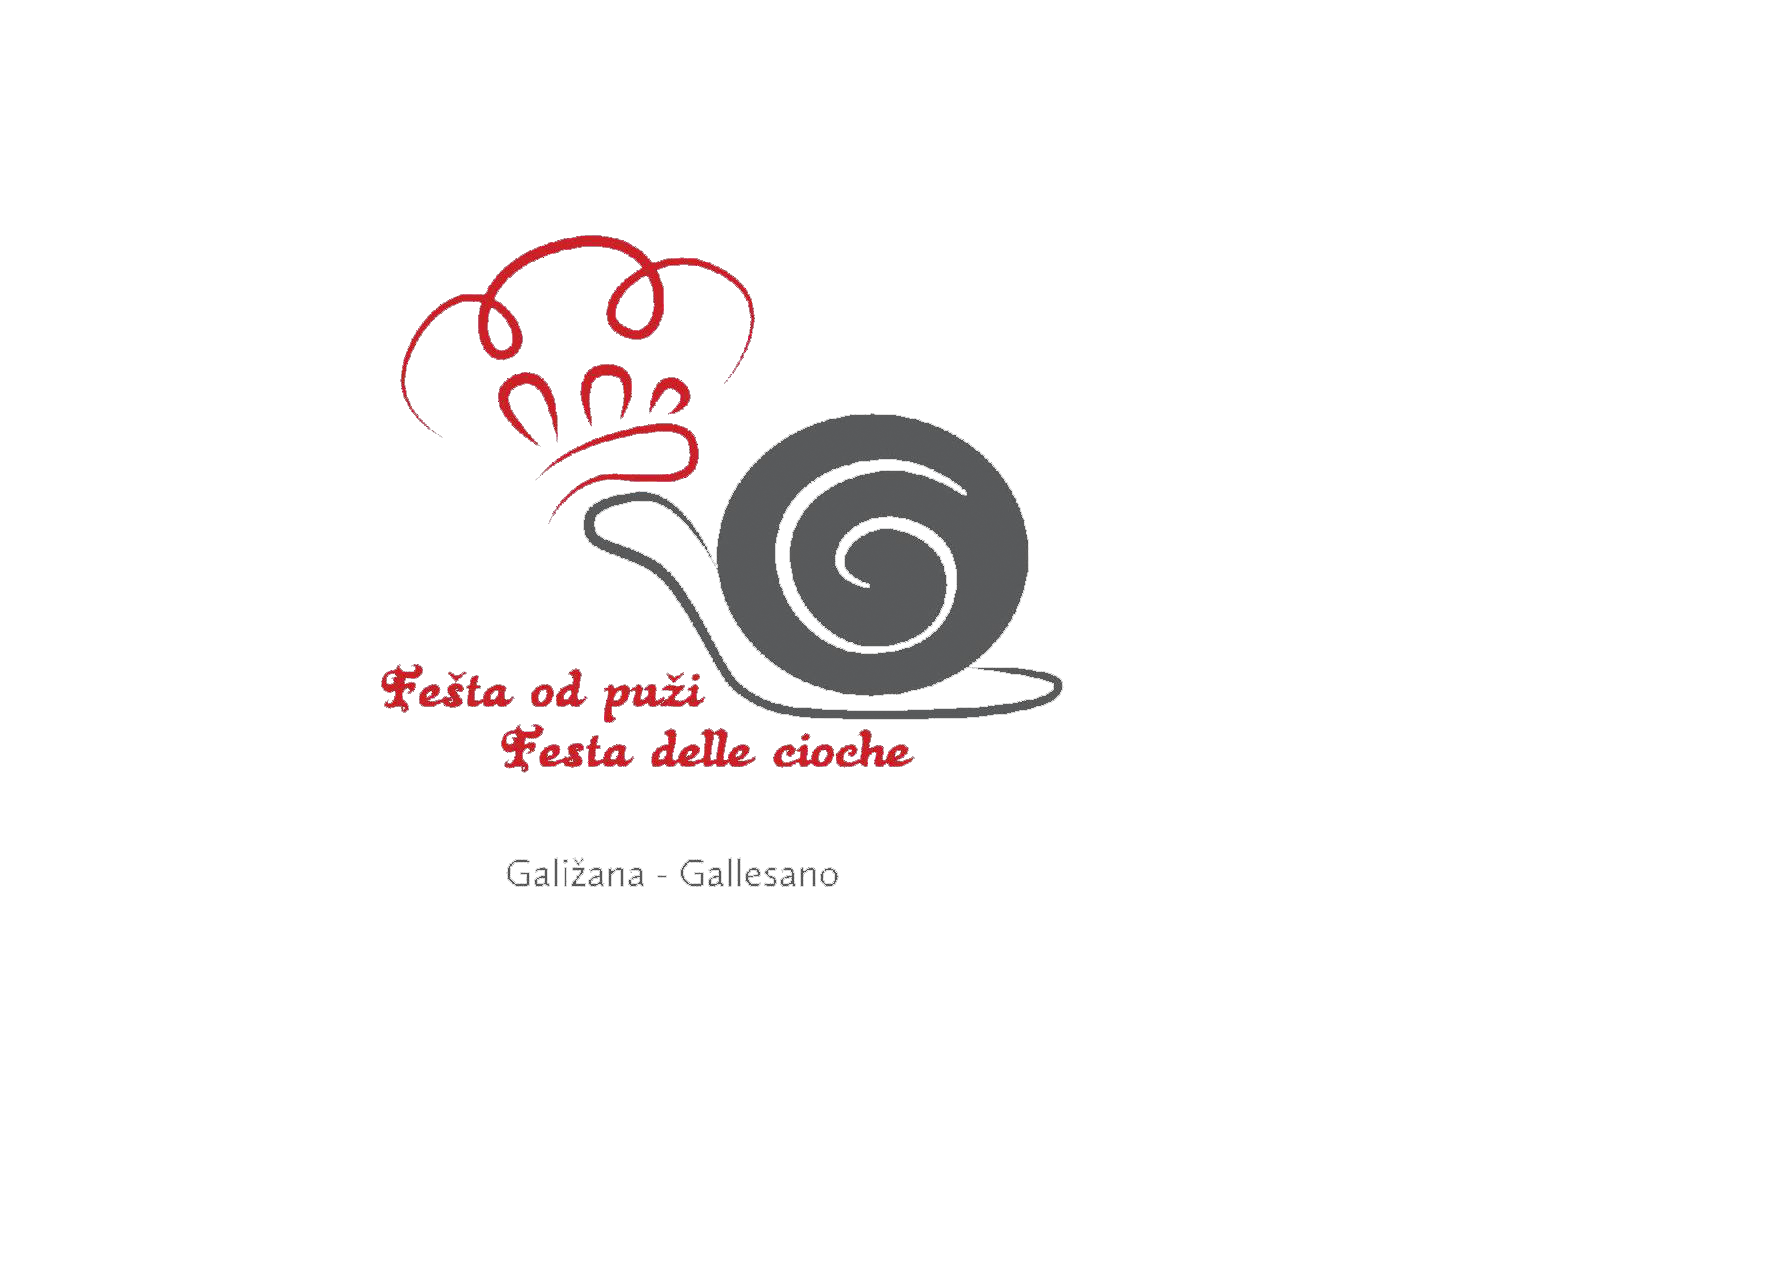 Fešta od puži
Festa delle cioche
Galižana - Gallesano